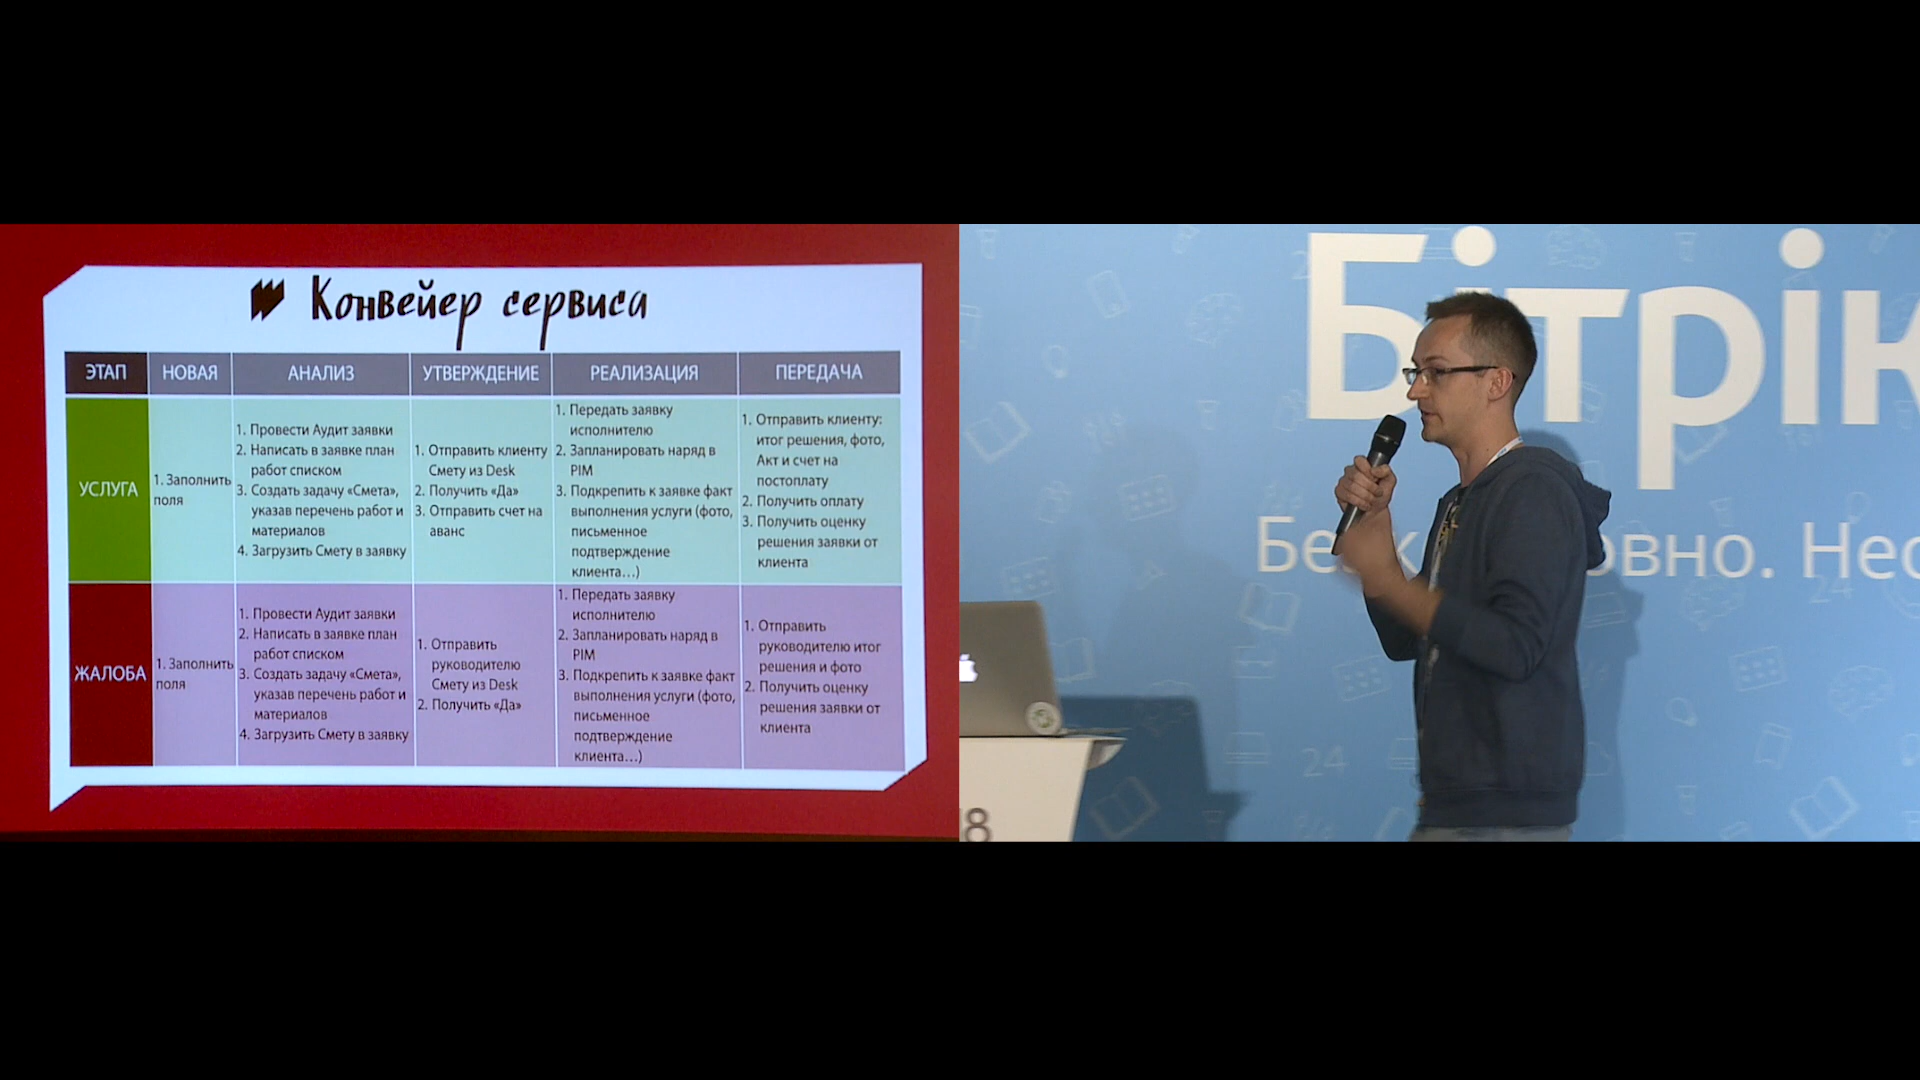 Конвейер сервиса
ЭТАП
НОВАЯ
АНАЛИЗ
УТВЕРЖДЕНИЕ
РЕАЛИЗАЦИЯ
ПЕРЕДАЧА
УСЛУГА
1. Заполнить
поля
1. Провести Аудит заявки
2. Написать в заявке план
работ списком
3. Создать задачу «Смета»,
указав перечень работ и
материалов
4. Загрузить Смету в заявку
1. Отправить клиенту
Смету из Desk
2. Получить «Да»
3. Отправить счет на
аванс
1. Передать заявку
исполнителю
2. Запланировать наряд в
PIM
3. Подкрепить к заявке факт
выполнения услуги (фото,
письменное
подтверждение
клиента...)
1. Отправить клиенту:
итог решения, фото,
Акт и счет на
постоплату
2. Получить оплату
3. Получить оценку
решения заявки от
клиента
ЖАЛОБА
1. Заполнить
поля
1. Провести Аудит заявки
2. Написать в заявке план
работ списком
3. Создать задачу «Смета»,
указав перечень работ и
материалов
4. Загрузить Смету в заявку
1. Отправить
руководителю
Смету из Desk
2. Получить «Да»
1. Передать заявку
исполнителю
2. Запланировать наряд в
PIM
3. Подкрепить к заявке факт
выполнения услуги (фото,
письменное
подтверждение
клиента...)
1. Отправить
руководителю итог
решения и фото
2. Получить оценку
решения заявки от
клиента
Бітрік
овно. Нео
24
8